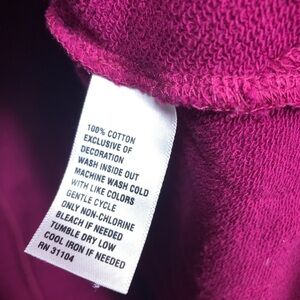 100% COTTON
EXCLUSIVE OF
DECORATION
WASH INSIDE OUT
MACHINE WASH COLD
WITH LIKE COLORS
GENTLE CYCLE
ONLY NON-CHLORINE
BLEACH IF NEEDED
TUMBLE DRY LOW
COOL IRON IF NEEDED
RN 31104